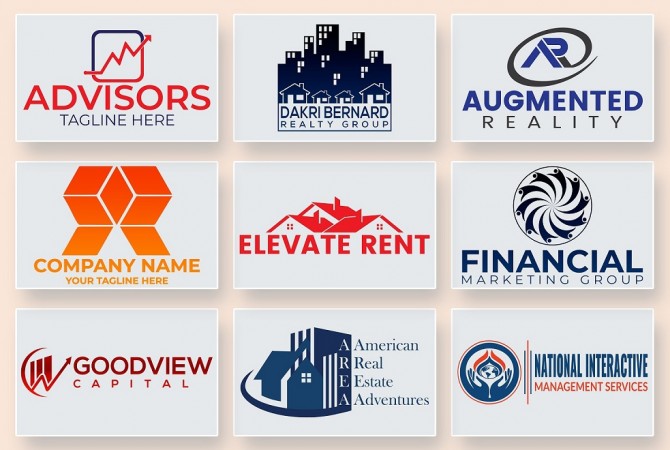 ADVISORS
TAGLINE HERE
DAKRI BERNARD
REALTY GROUP
AR
AUGMENTED
REALITY
COMPANY NAME
YOUR TAGLINE HERE
ELEVATE RENT
FINANCIAL
MARKETING GROUP
GOODVIEW
CAPITAL
AREA
American
Real
Estate
Adventures
NATIONAL INTERACTIVE
MANAGEMENT SERVICES